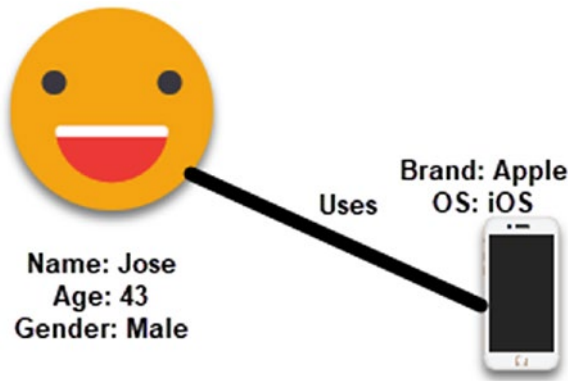 Name: Jose
Age: 43
Gender: Male
Uses
Brand: Apple
OS: iOS